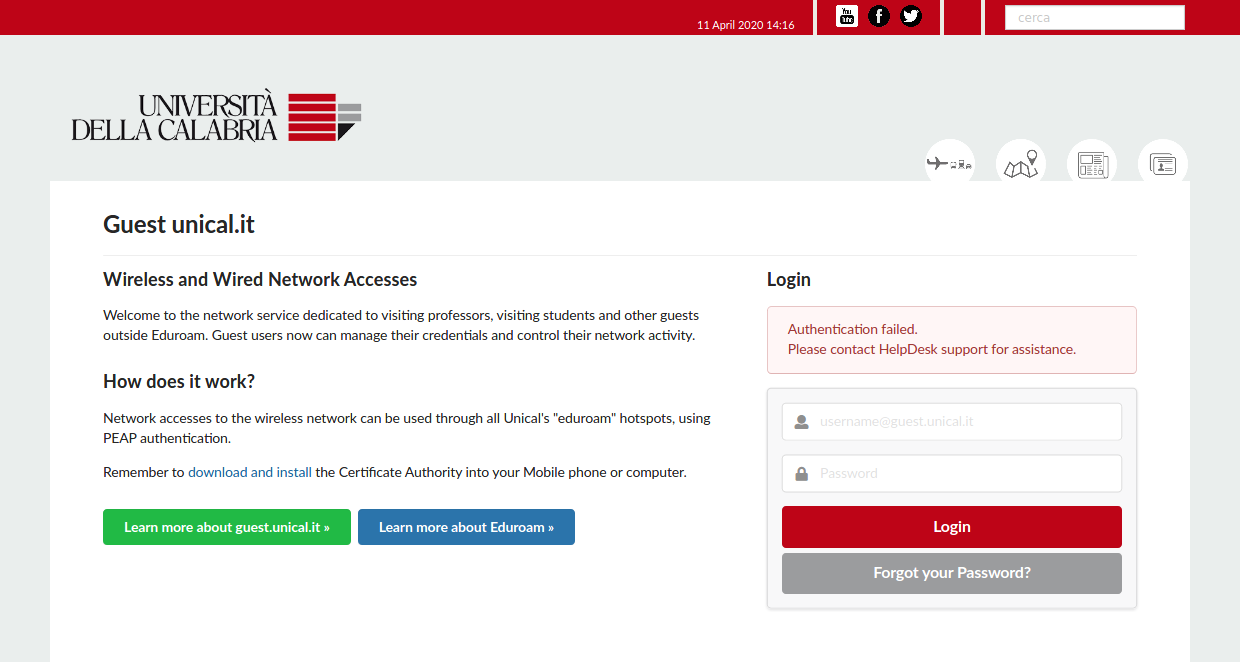 11 April 2020 14:16
You
Tube
cerca
UNIVERSITÀ
DELLA CALABRIA
Guest unical.it
Wireless and Wired Network Accesses
Welcome to the network service dedicated to visiting professors, visiting students and other guests
outside Eduroam. Guest users now can manage their credentials and control their network activity.
How does it work?
Network accesses to the wireless network can be used through all Unical's "eduroam" hotspots, using
PEAP authentication.
Remember to download and install the Certificate Authority into your Mobile phone or computer.
Learn more about guest.unical.it »
Learn more about Eduroam »
Login
Authentication failed.
Please contact HelpDesk support for assistance.
username@guest.unical.it
Password
Login
Forgot your Password?